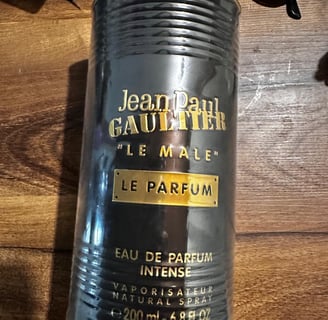 Jean Paul
GAULTIER
"LE MALE"
LE PARFUM
EAU DE PARFUM
INTENSE
VAPORISATEUR
NATURAL SPRAY
℮ 200 ml - 6.8 FL.OZ